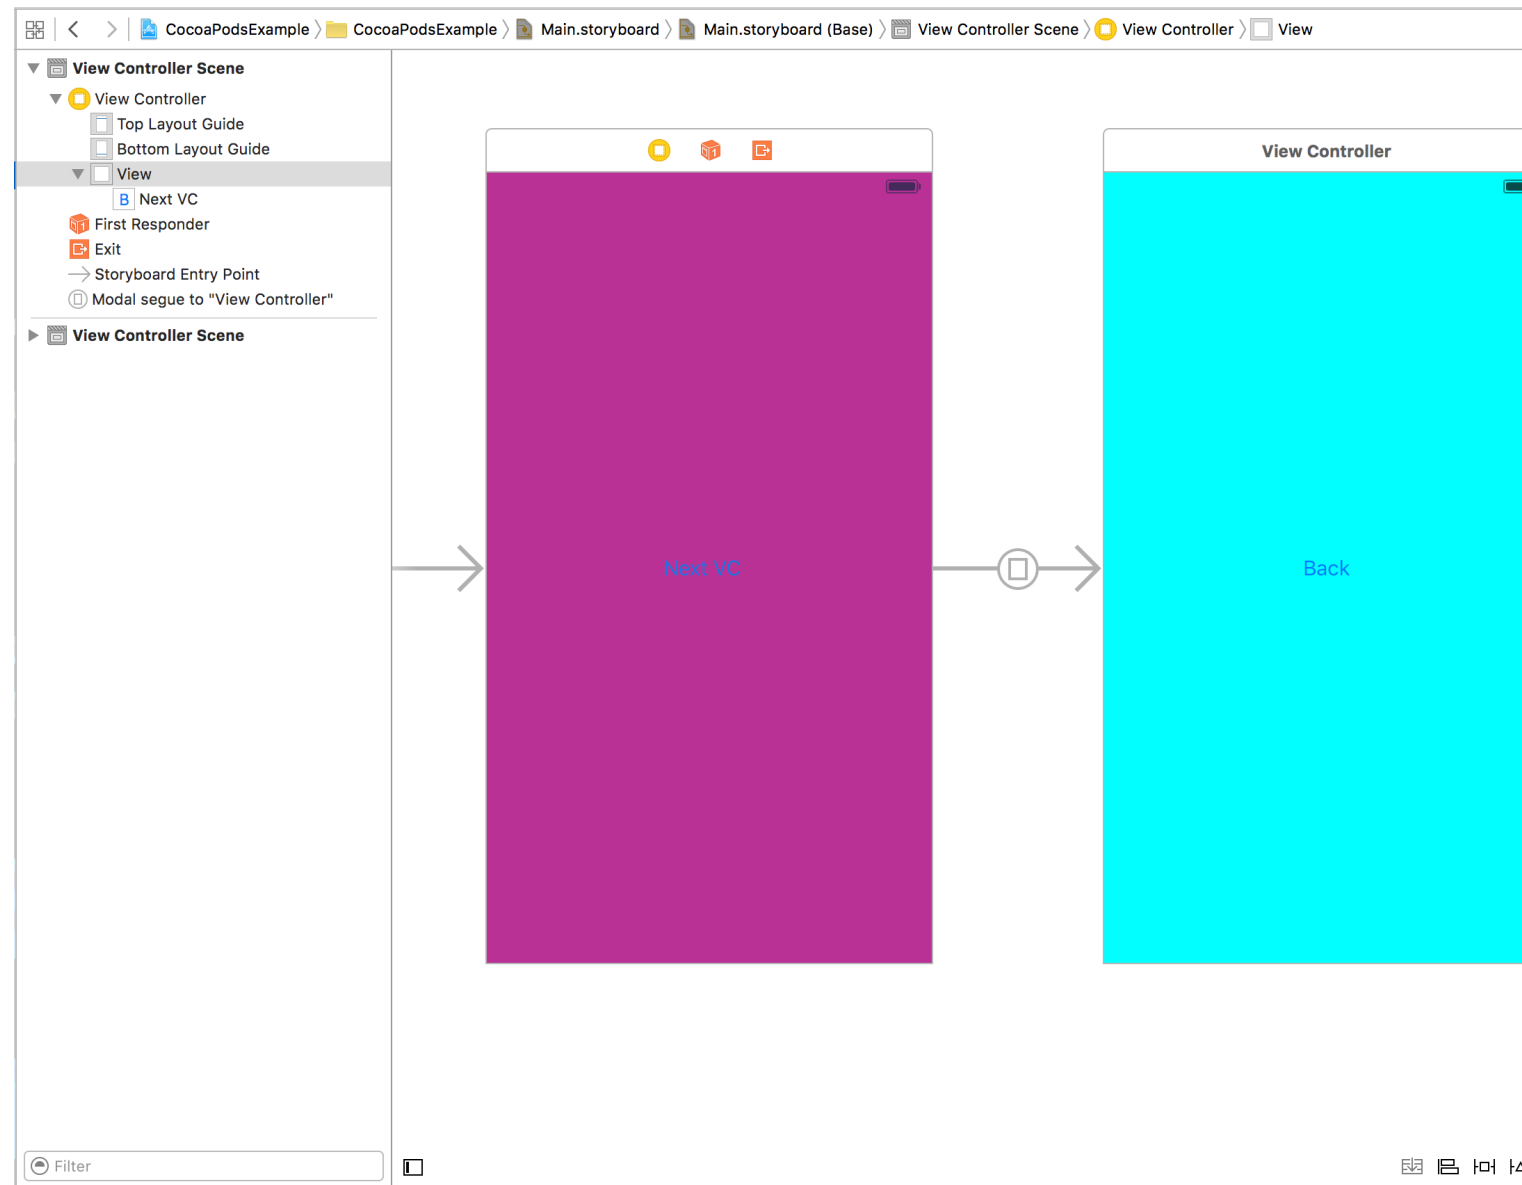 CocoaPodsExample CocoaPodsExample Main.storyboard Main.storyboard (Base) View Controller Scene View Controller View
View Controller Scene
View Controller
Top Layout Guide
Bottom Layout Guide
View
B Next VC
First Responder
Exit
Storyboard Entry Point
Modal segue to "View Controller"
View Controller Scene
View Controller
Next VC
Back
Filter